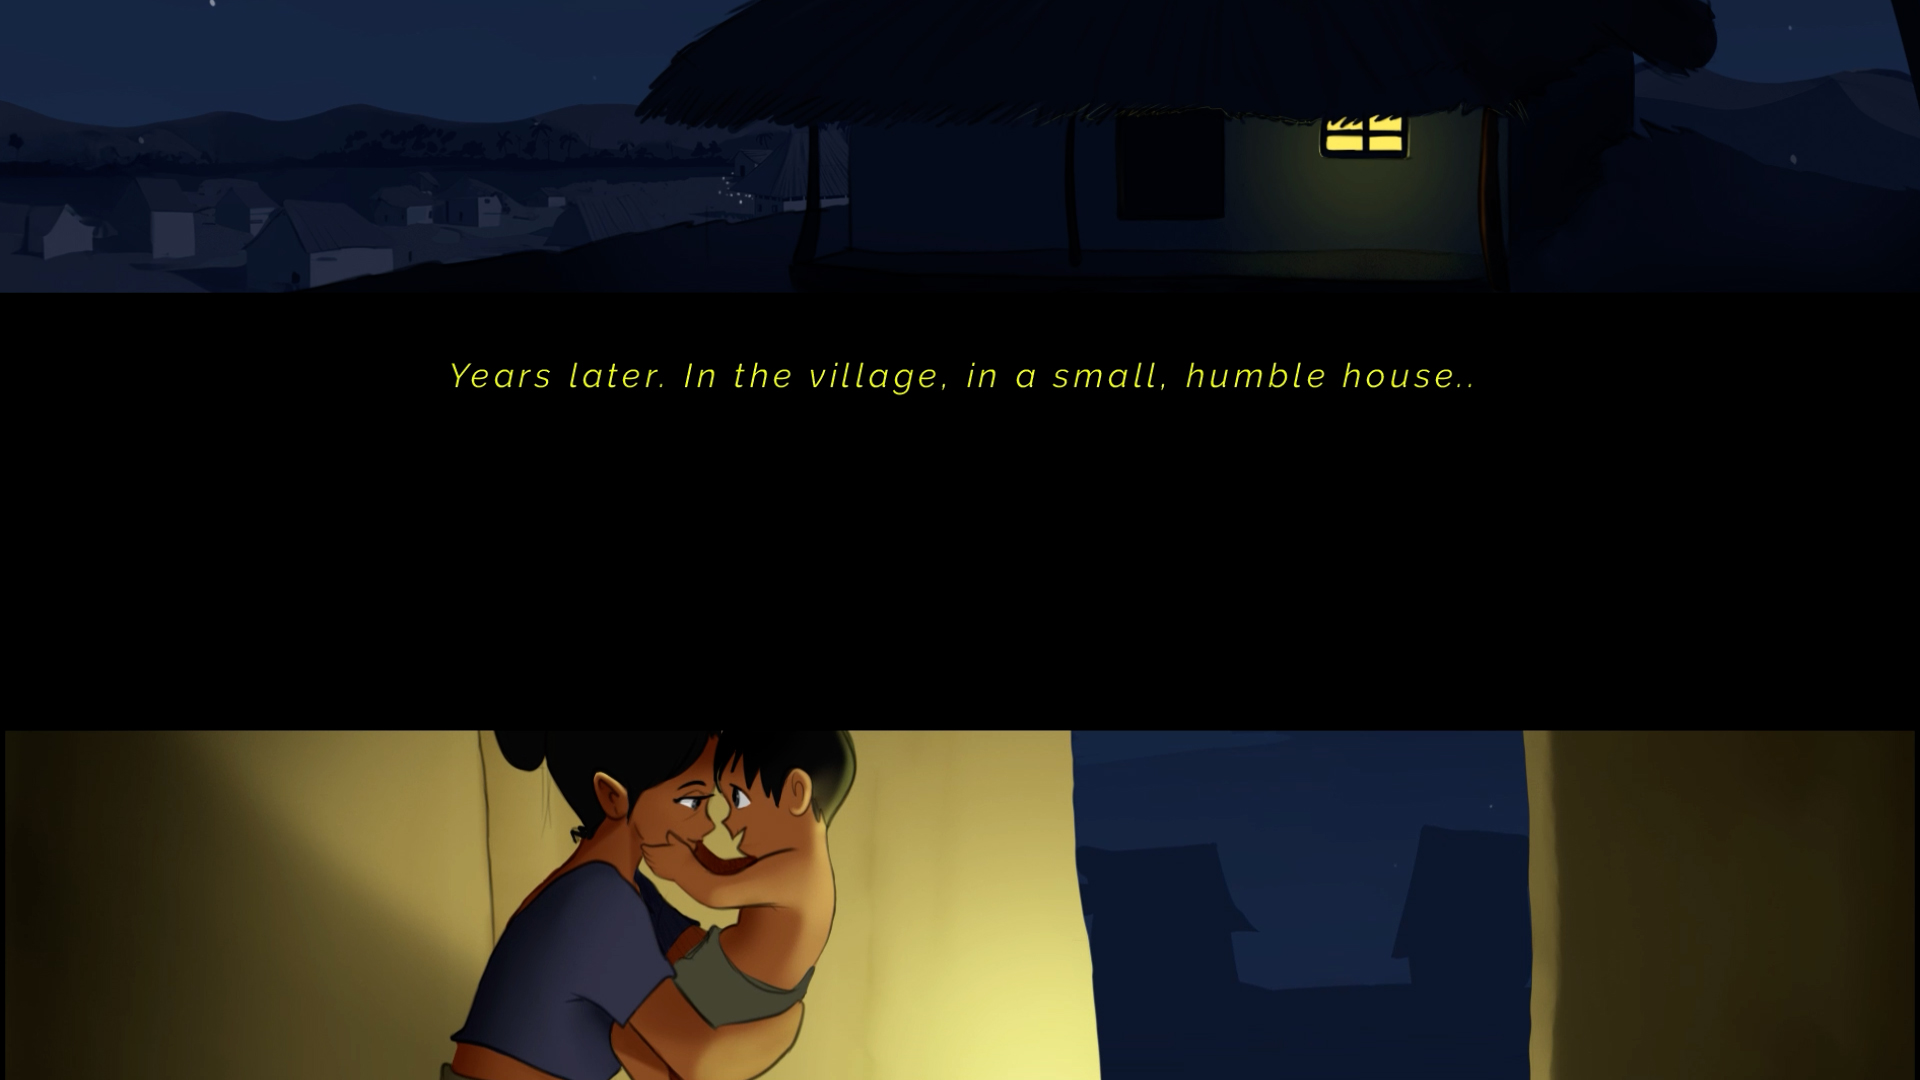 Years later. In the village, in a small, humble house..